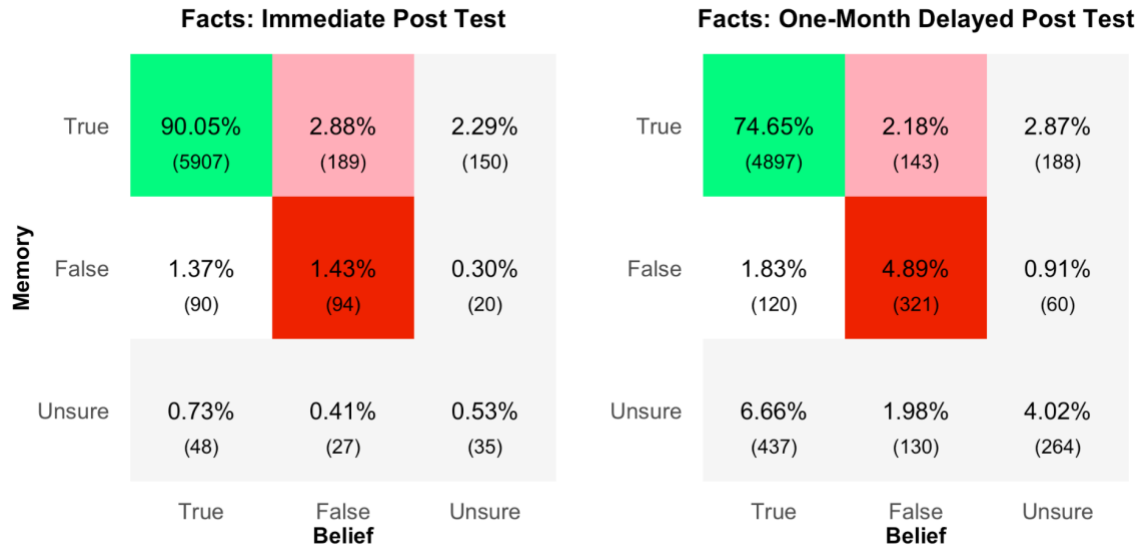 Facts: Immediate Post Test
Memory
True
90.05%
2.88%
2.29%
(5907)
(189)
(150)
False
1.37%
1.43%
0.30%
(90)
(94)
(20)
Unsure
0.73%
0.41%
0.53%
(48)
(27)
(35)
True
False
Unsure
Belief
Facts: One-Month Delayed Post Test
True
74.65%
2.18%
2.87%
(4897)
(143)
(188)
False
1.83%
4.89%
0.91%
(120)
(321)
(60)
Unsure
6.66%
1.98%
4.02%
(437)
(130)
(264)
True
False
Unsure
Belief